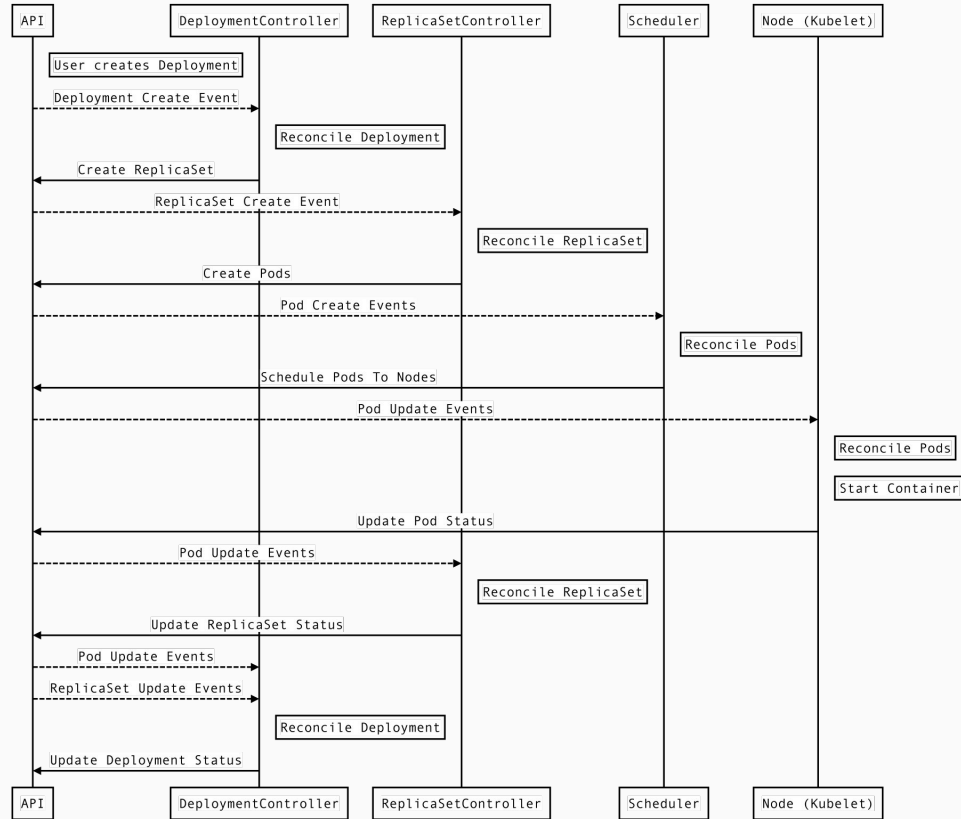 API
DeploymentController
ReplicaSetController
Scheduler
Node (Kubelet)
User creates Deployment
Deployment Create Event
Reconcile Deployment
Create ReplicaSet
ReplicaSet Create Event
Reconcile ReplicaSet
Create Pods
Pod Create Events
Reconcile Pods
Schedule Pods To Nodes
Pod Update Events
Reconcile Pods
Start Container
Update Pod Status
Pod Update Events
Reconcile ReplicaSet
Update ReplicaSet Status
Pod Update Events
ReplicaSet Update Events
Reconcile Deployment
Update Deployment Status
API
DeploymentController
ReplicaSetController
Scheduler
Node (Kubelet)